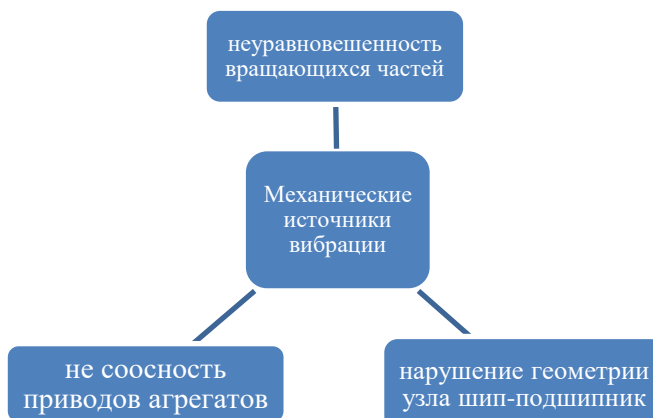 неуравновешенность
вращающихся частей
Механические
источники
вибрации
не соосность
приводов агрегатов
нарушение геометрии
узла шип-подшипник